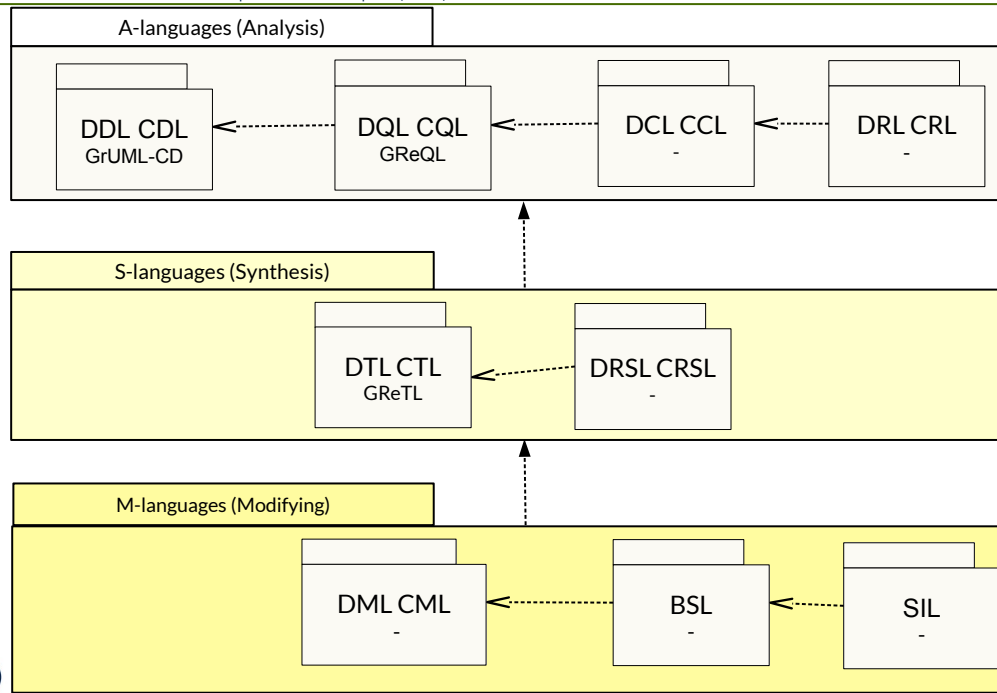 A-languages (Analysis)
DDL CDL
GrUML-CD
DQL CQL
GReQL
DCL CCL
-
DRL CRL
-
S-languages (Synthesis)
DTL CTL
GReTL
DRSL CRSL
-
M-languages (Modifying)
DML CML
-
BSL
-
SIL
-